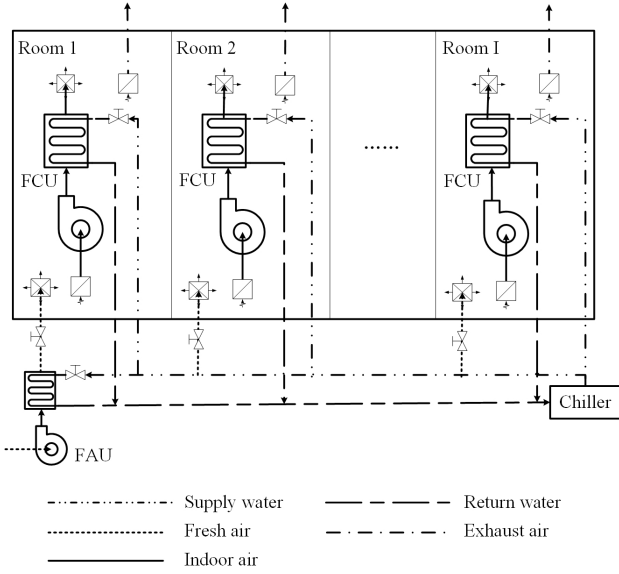 Room 1
Room 2
Room I
FCU
FCU
......
FCU
Chiller
FAU
Supply water
Return water
Fresh air
Exhaust air
Indoor air